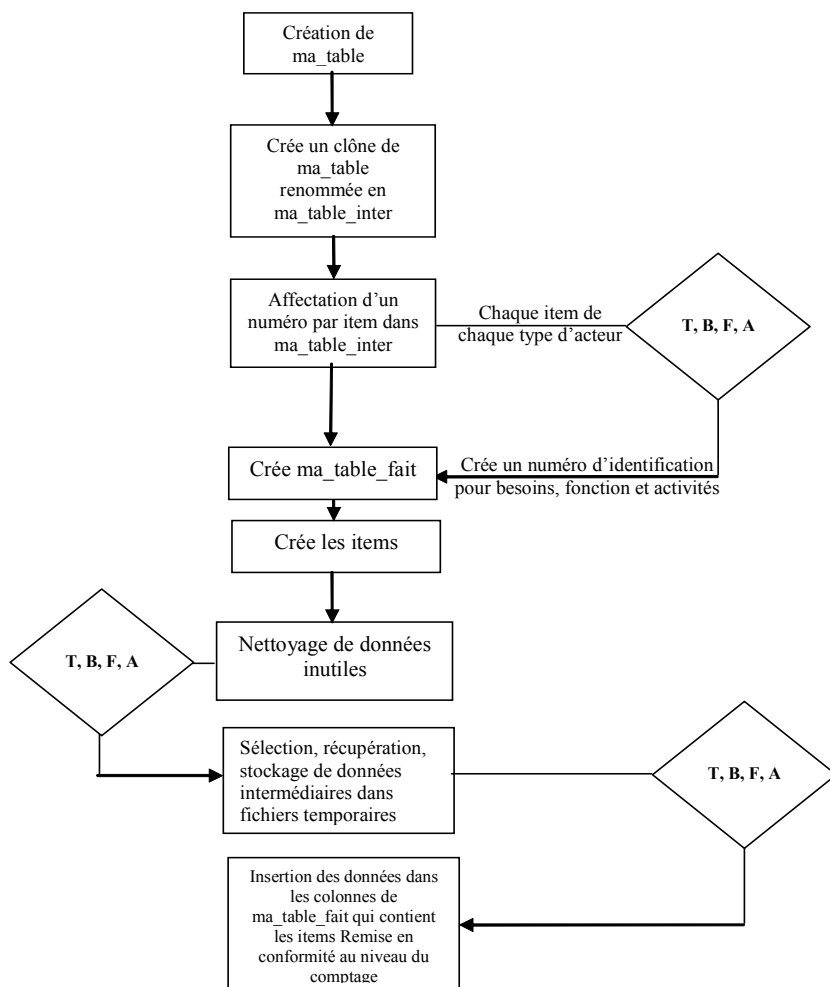 Création de
ma_table
Crée un clône de
ma_table
renommée en
ma_table_inter
Affectation d'un
numéro par item dans
ma_table_inter
Chaque item de
chaque type d'acteur
T, B, F, A
Crée ma_table_fait
Crée un numéro d'identification
pour besoins, fonction et activités
Crée les items
Nettoyage de données
inutiles
T, B, F, A
Sélection, récupération,
stockage de données
intermédiaires dans
fichiers temporaires
T, B, F, A
Insertion des données dans
les colonnes de
ma_table_fait qui contient
les items Remise en
conformité au niveau du
comptage